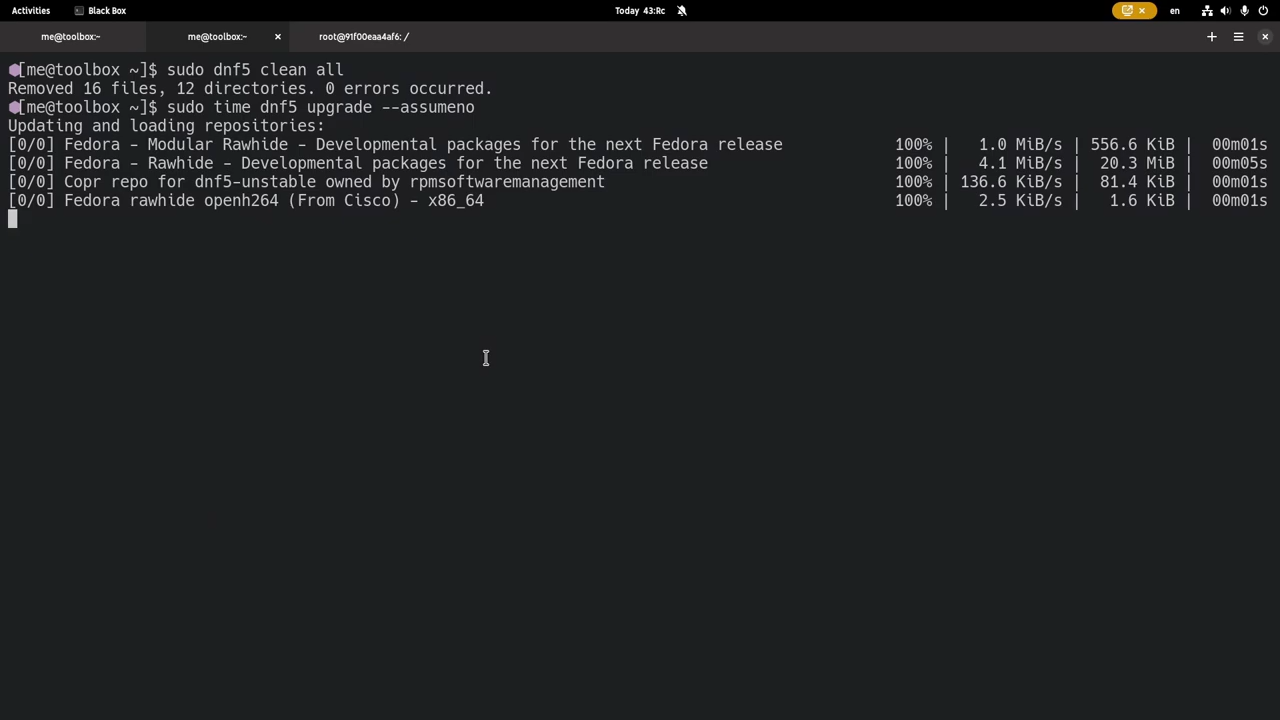 Activities Black Box Today 43:Rc en
me@toolbox:~ me@toolbox:~ root@91f00eaa4af6: /
[me@toolbox ~]$ sudo dnf5 clean all
Removed 16 files, 12 directories. 0 errors occurred.
[me@toolbox ~]$ sudo time dnf5 upgrade --assumeno
Updating and loading repositories:
[0/0] Fedora - Modular Rawhide - Developmental packages for the next Fedora release 100% | 1.0 MiB/s | 556.6 KiB | 00m01s
[0/0] Fedora - Rawhide - Developmental packages for the next Fedora release 100% | 4.1 MiB/s | 20.3 MiB | 00m05s
[0/0] Copr repo for dnf5-unstable owned by rpmsoftwaremanagement 100% | 136.6 KiB/s | 81.4 KiB | 00m01s
[0/0] Fedora rawhide openh264 (From Cisco) - x86_64 100% | 2.5 KiB/s | 1.6 KiB | 00m01s